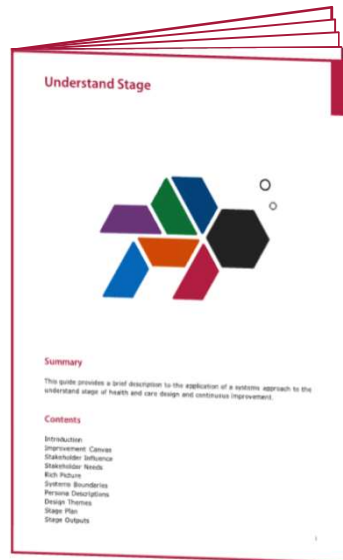 Understand Stage
Summary
This guide provides a brief description to the application of a systems approach to the
understand stage of health and care design and continuous improvement.
Contents
Introduction
Improvement Canvas
Stakeholder Influence
Stakeholder Needs
Rich Picture
Systems Boundaries
Persona Descriptions
Design Themes
Stage Plan
Stage Outputs